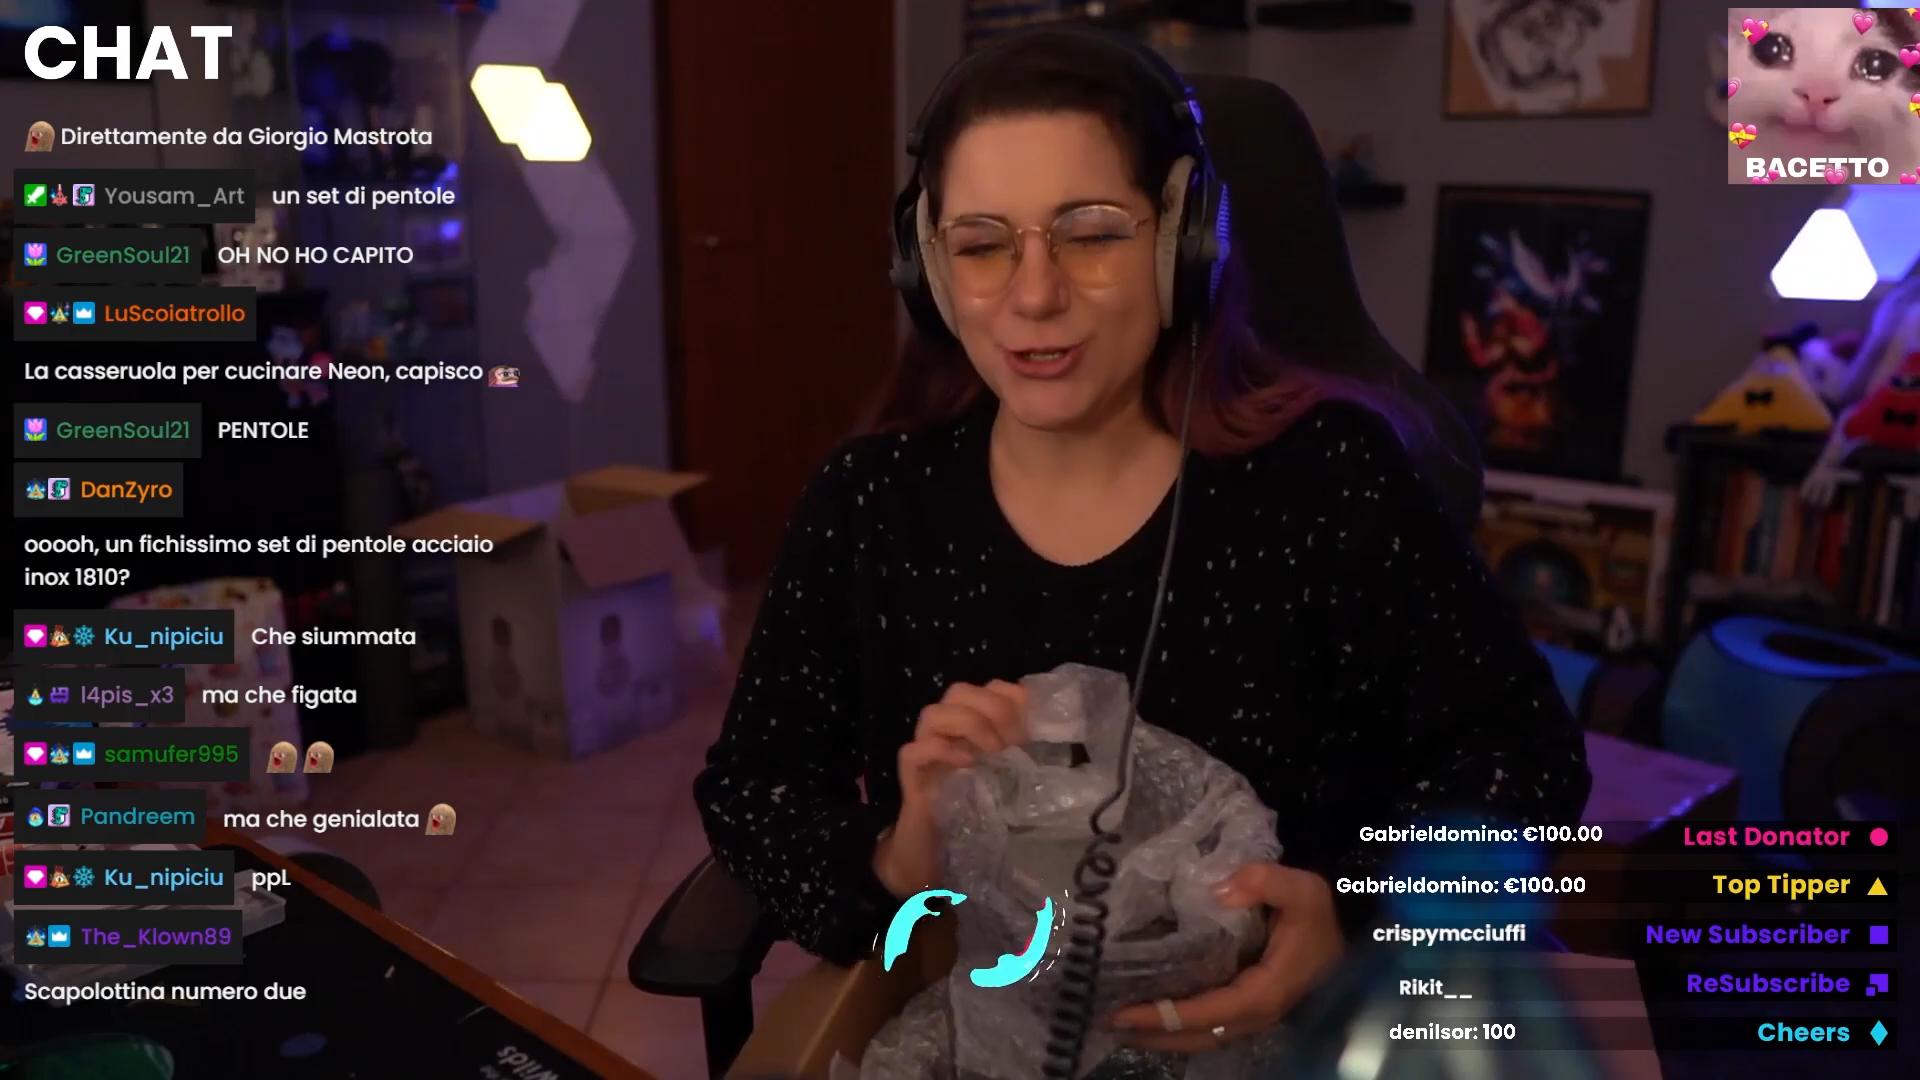 CHAT
Direttamente da Giorgio Mastrota
Yousam_Art un set di pentole
GreenSoul21 OH NO HO CAPITO
LuScoiatrollo
La casseruola per cucinare Neon, capisco
GreenSoul21 PENTOLE
DanZyro
ooooh, un fichissimo set di pentole acciaio
inox 1810?
Ku_nipiciu Che siummata
l4pis_x3 ma che figata
samufer995
Pandreem ma che genialata
Ku_nipiciu ppL
The_Klown89
Scapolottina numero due
BACETTO
Gabrieldomino: €100.00 Last Donator
Gabrieldomino: €100.00 Top Tipper
crispymcciuffi New Subscriber
Rikit__ ReSubscribe
denilsor: 100 Cheers
Wilds